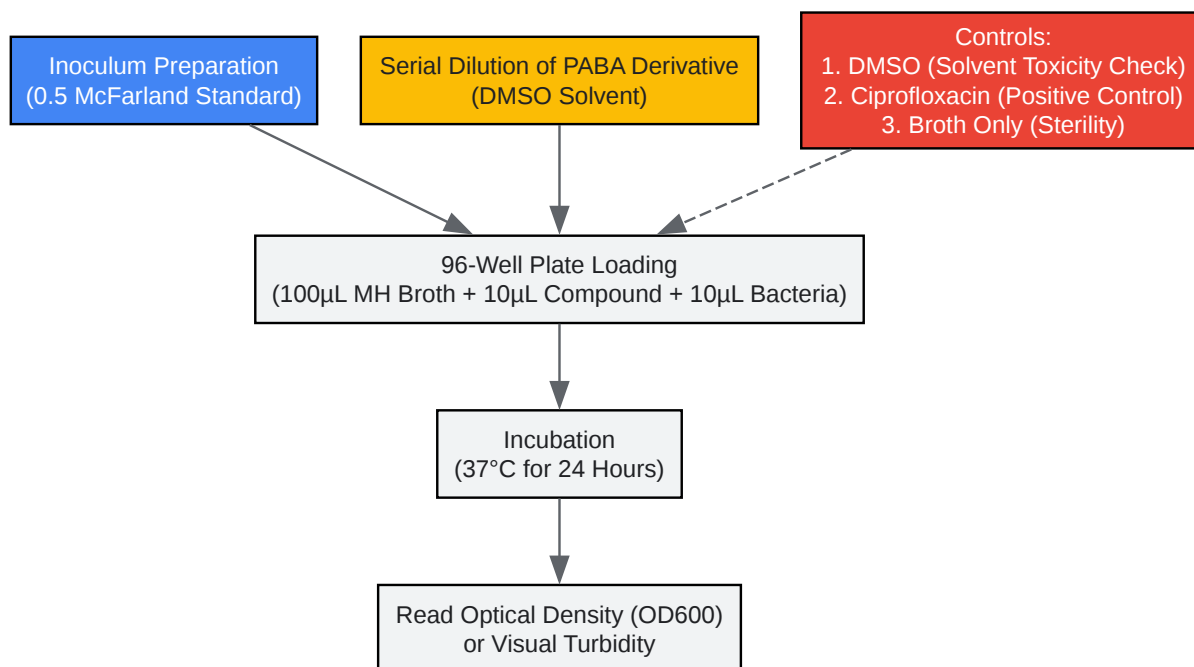 Inoculum Preparation
(0.5 McFarland Standard)
Serial Dilution of PABA Derivative
(DMSO Solvent)
Controls:
1. DMSO (Solvent Toxicity Check)
2. Ciprofloxacin (Positive Control)
3. Broth Only (Sterility)
96-Well Plate Loading
(100µL MH Broth + 10µL Compound + 10µL Bacteria)
Incubation
(37°C for 24 Hours)
Read Optical Density (OD600)
or Visual Turbidity